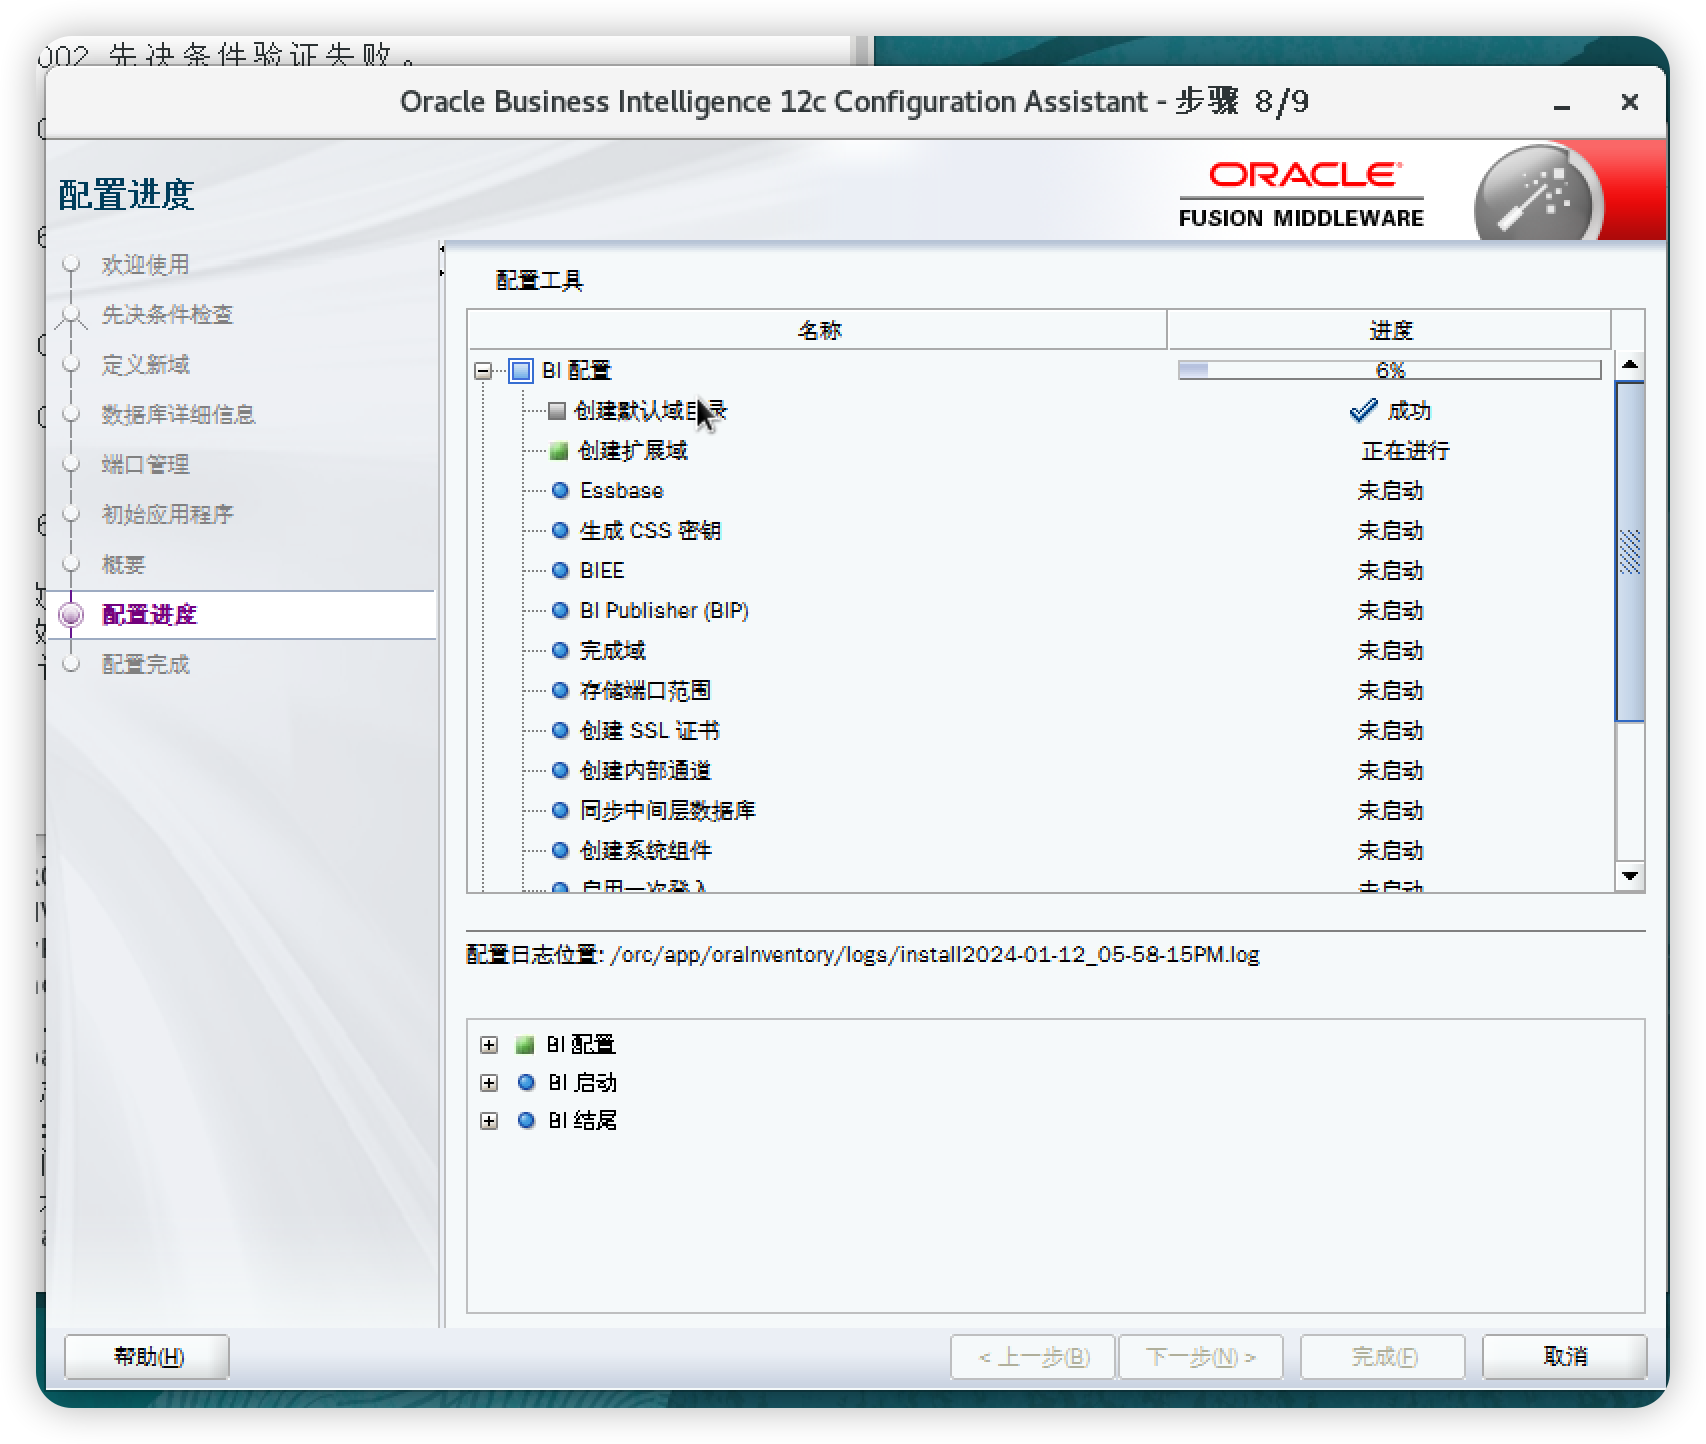 002 先决条件验证失败。
Oracle Business Intelligence 12c Configuration Assistant - 步骤 8/9
配置进度
ORACLE
FUSION MIDDLEWARE
欢迎使用
先决条件检查
定义新域
数据库详细信息
端口管理
初始应用程序
概要
配置进度
配置完成
配置工具
名称 进度
BI 配置 6%
创建默认域目录 成功
创建扩展域 正在进行
Essbase 未启动
生成 CSS 密钥 未启动
BIEE 未启动
BI Publisher (BIP) 未启动
完成域 未启动
存储端口范围 未启动
创建 SSL 证书 未启动
创建内部通道 未启动
同步中间层数据库 未启动
创建系统组件 未启动
启用一次登入 未启动
配置日志位置: /orc/app/oraInventory/logs/install2024-01-12_05-58-15PM.log
BI 配置
BI 启动
BI 结尾
帮助(H)
< 上一步(B) 下一步(N) > 完成(F) 取消